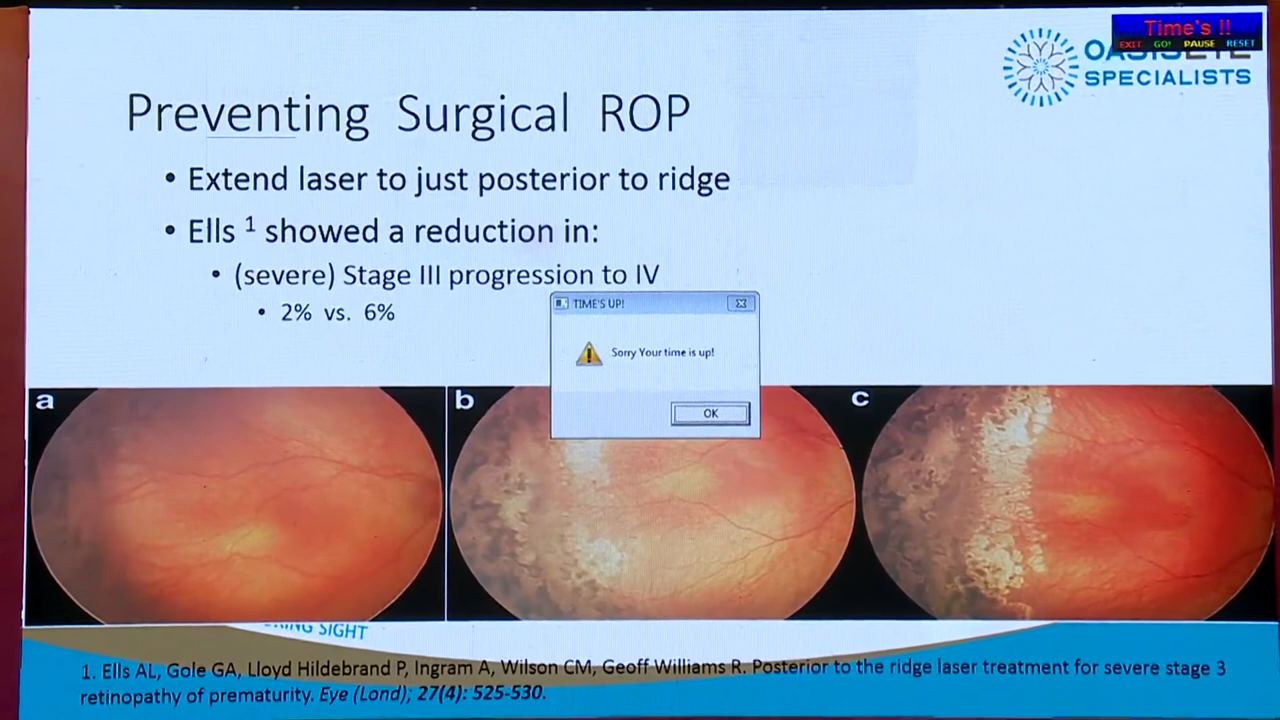 Time's !!
EXIT GO! PAUSE RESET
SPECIALISTS
Preventing Surgical ROP
• Extend laser to just posterior to ridge
• Ells 1 showed a reduction in:
• (severe) Stage III progression to IV
• 2% vs. 6%
TIME'S UP!
Sorry Your time is up!
OK
a
b
c
SIGHT
1. Ells AL, Gole GA, Lloyd Hildebrand P, Ingram A, Wilson CM, Geoff Williams R. Posterior to the ridge laser treatment for severe stage 3
retinopathy of prematurity. Eye (Lond); 27(4): 525-530.